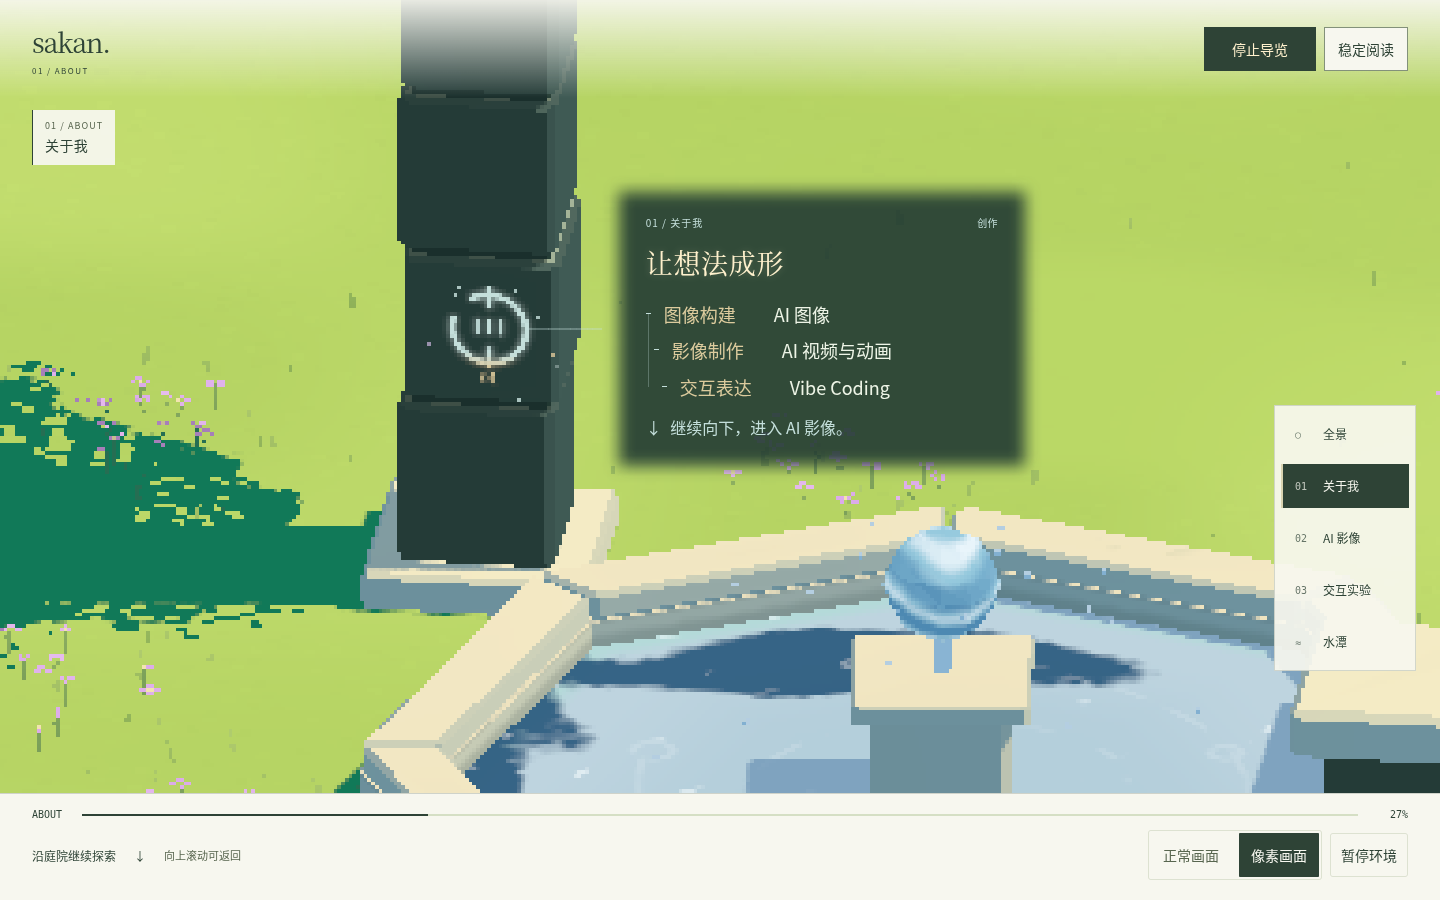 sakan.
01 / ABOUT
停止导览
稳定阅读
01 / ABOUT
关于我
01 / 关于我
创作
让想法成形
图像构建 AI 图像
影像制作 AI 视频与动画
交互表达 Vibe Coding
↓ 继续向下，进入 AI 影像。
○ 全景
01 关于我
02 AI 影像
03 交互实验
≈ 水潭
ABOUT
27%
沿庭院继续探索 ↓ 向上滚动可返回
正常画面
像素画面
暂停环境